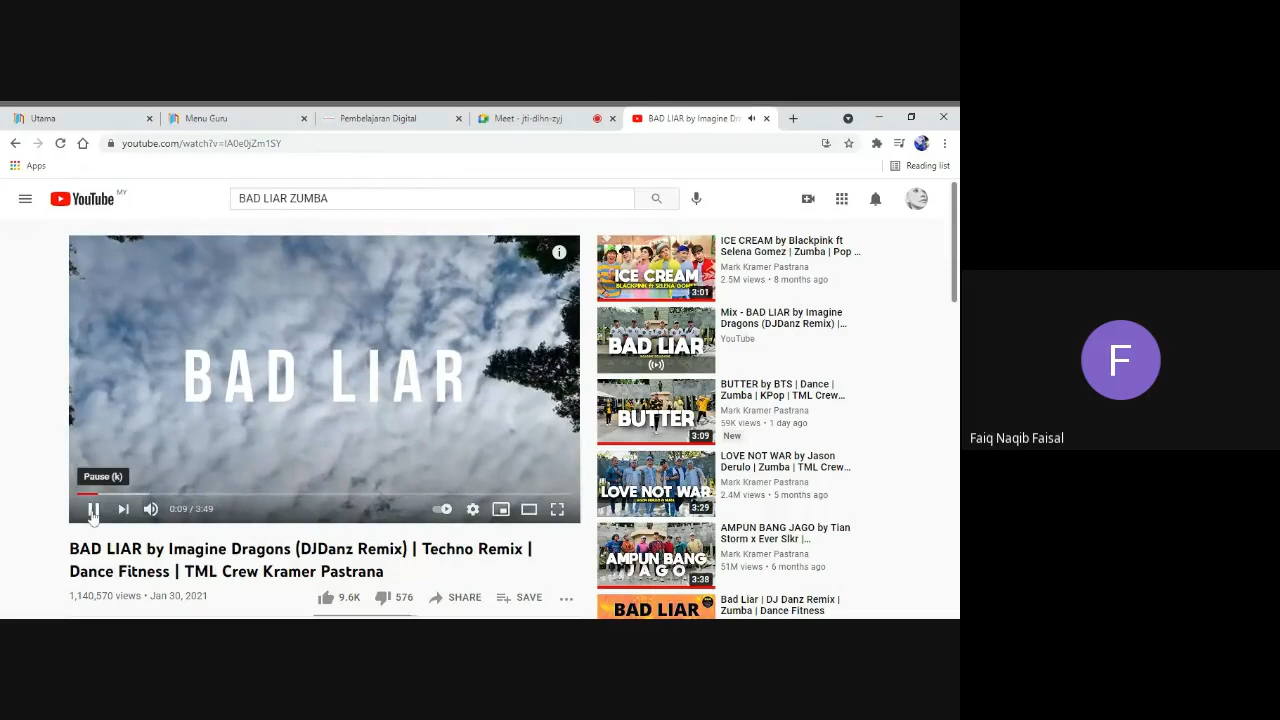 Utama
Menu Guru
Pembelajaran Digital
Meet - jti-dihn-zyj
BAD LIAR by Imagine Dr
youtube.com/watch?v=lA0e0jZm1SY
Apps
Reading list
YouTube MY
BAD LIAR ZUMBA
BAD LIAR
Pause (k)
0:09 / 3:49
BAD LIAR by Imagine Dragons (DJDanz Remix) | Techno Remix |
Dance Fitness | TML Crew Kramer Pastrana
1,140,570 views • Jan 30, 2021
9.6K
576
SHARE
SAVE
ICE CREAM
BLACKPINK ft SELENA GOMEZ
3:01
ICE CREAM by Blackpink ft
Selena Gomez | Zumba | Pop ...
Mark Kramer Pastrana
2.5M views • 8 months ago
BAD LIAR
Mix - BAD LIAR by Imagine
Dragons (DJDanz Remix) |...
YouTube
BUTTER
3:09
BUTTER by BTS | Dance |
Zumba | KPop | TML Crew...
Mark Kramer Pastrana
59K views • 1 day ago
New
LOVE NOT WAR
3:29
LOVE NOT WAR by Jason
Derulo | Zumba | TML Crew...
Mark Kramer Pastrana
2.4M views • 5 months ago
AMPUN BANG
JAGO
3:38
AMPUN BANG JAGO by Tian
Storm x Ever Slkr |...
Mark Kramer Pastrana
51M views • 6 months ago
BAD LIAR
Bad Liar | DJ Danz Remix |
Zumba | Dance Fitness
F
Faiq Naqib Faisal